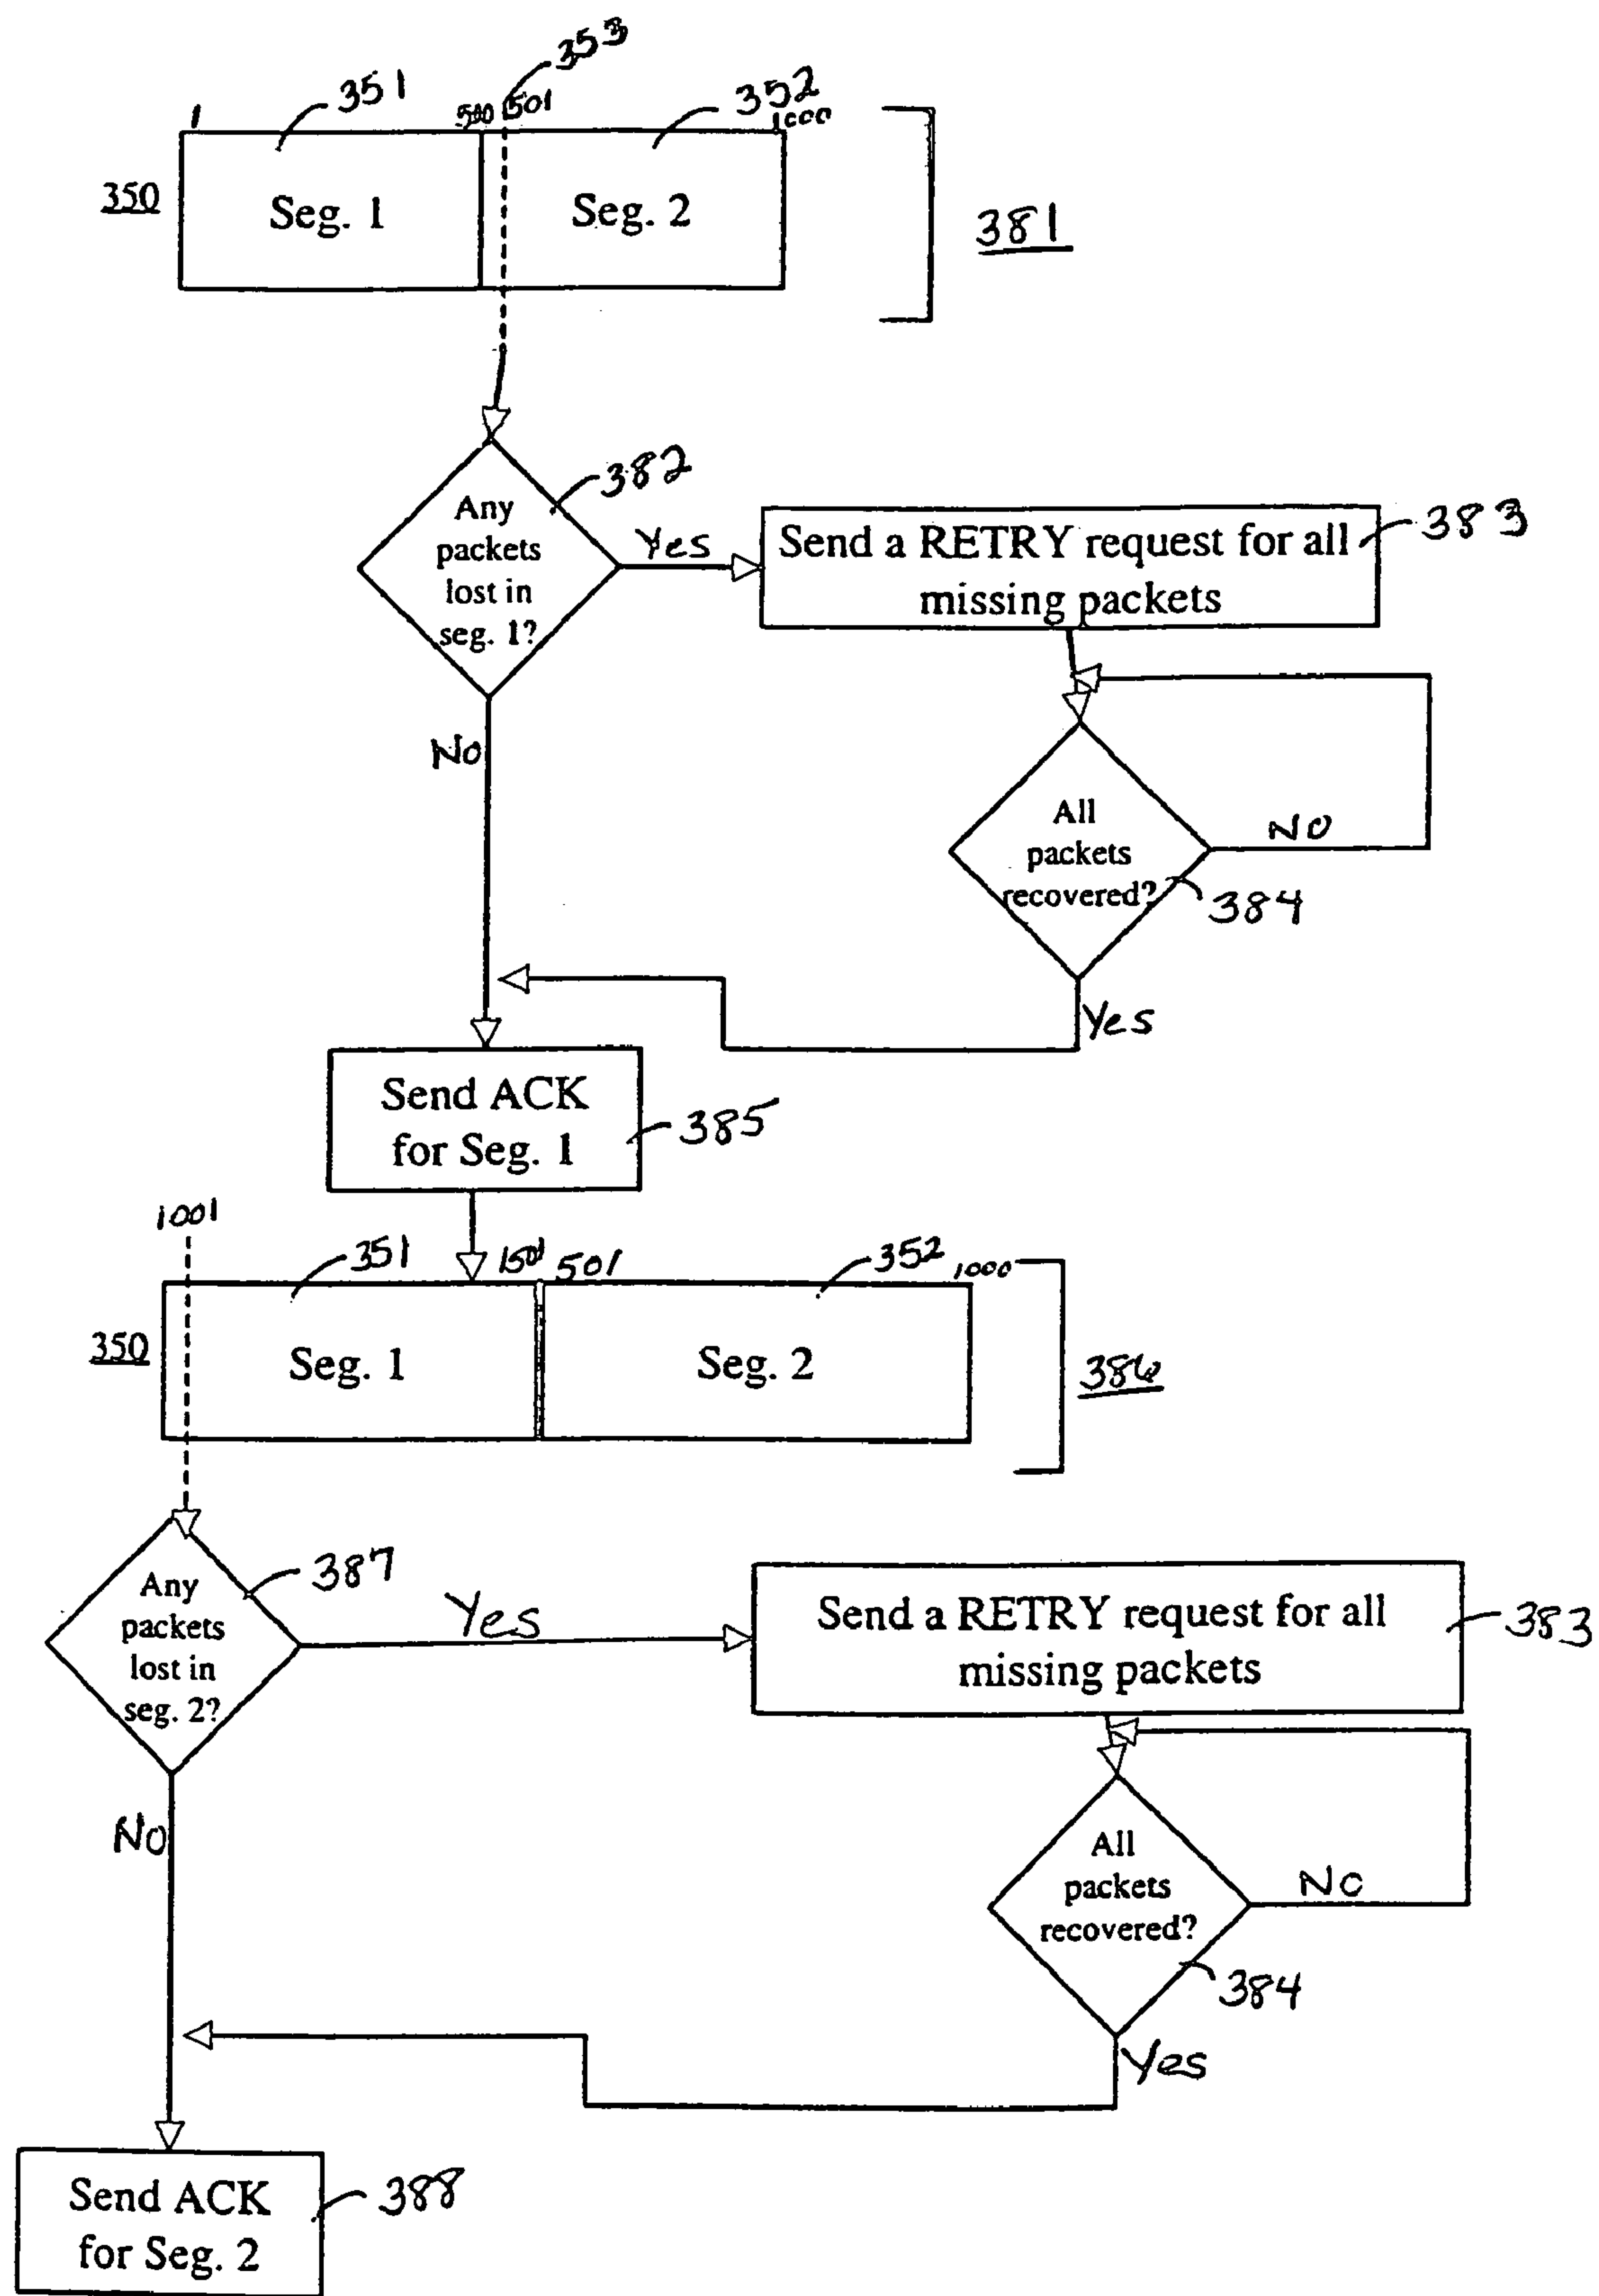 353
351
352
1
500
501
1000
350
Seg. 1
Seg. 2
381
382
Any
packets
lost in
seg. 1?
Yes
Send a RETRY request for all
missing packets
383
No
All
packets
recovered?
NO
384
Yes
Send ACK
for Seg. 1
385
1001
351
1501
501
352
1000
350
Seg. 1
Seg. 2
386
387
Any
packets
lost in
seg. 2?
Yes
Send a RETRY request for all
missing packets
383
No
All
packets
recovered?
NO
384
Yes
Send ACK
for Seg. 2
388